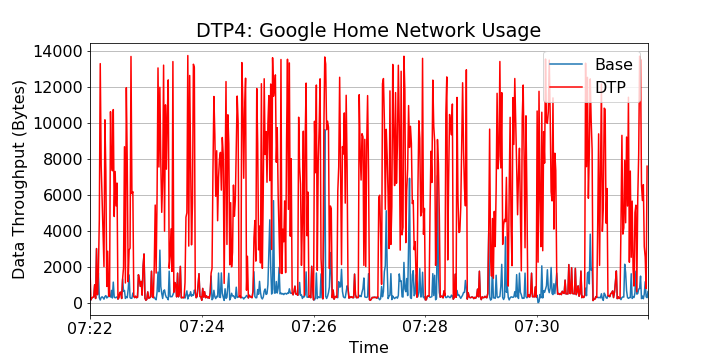 DTP4: Google Home Network Usage
Data Throughput (Bytes)
14000
12000
10000
8000
6000
4000
2000
0
Base
DTP
07:22 07:24 07:26 07:28 07:30
Time